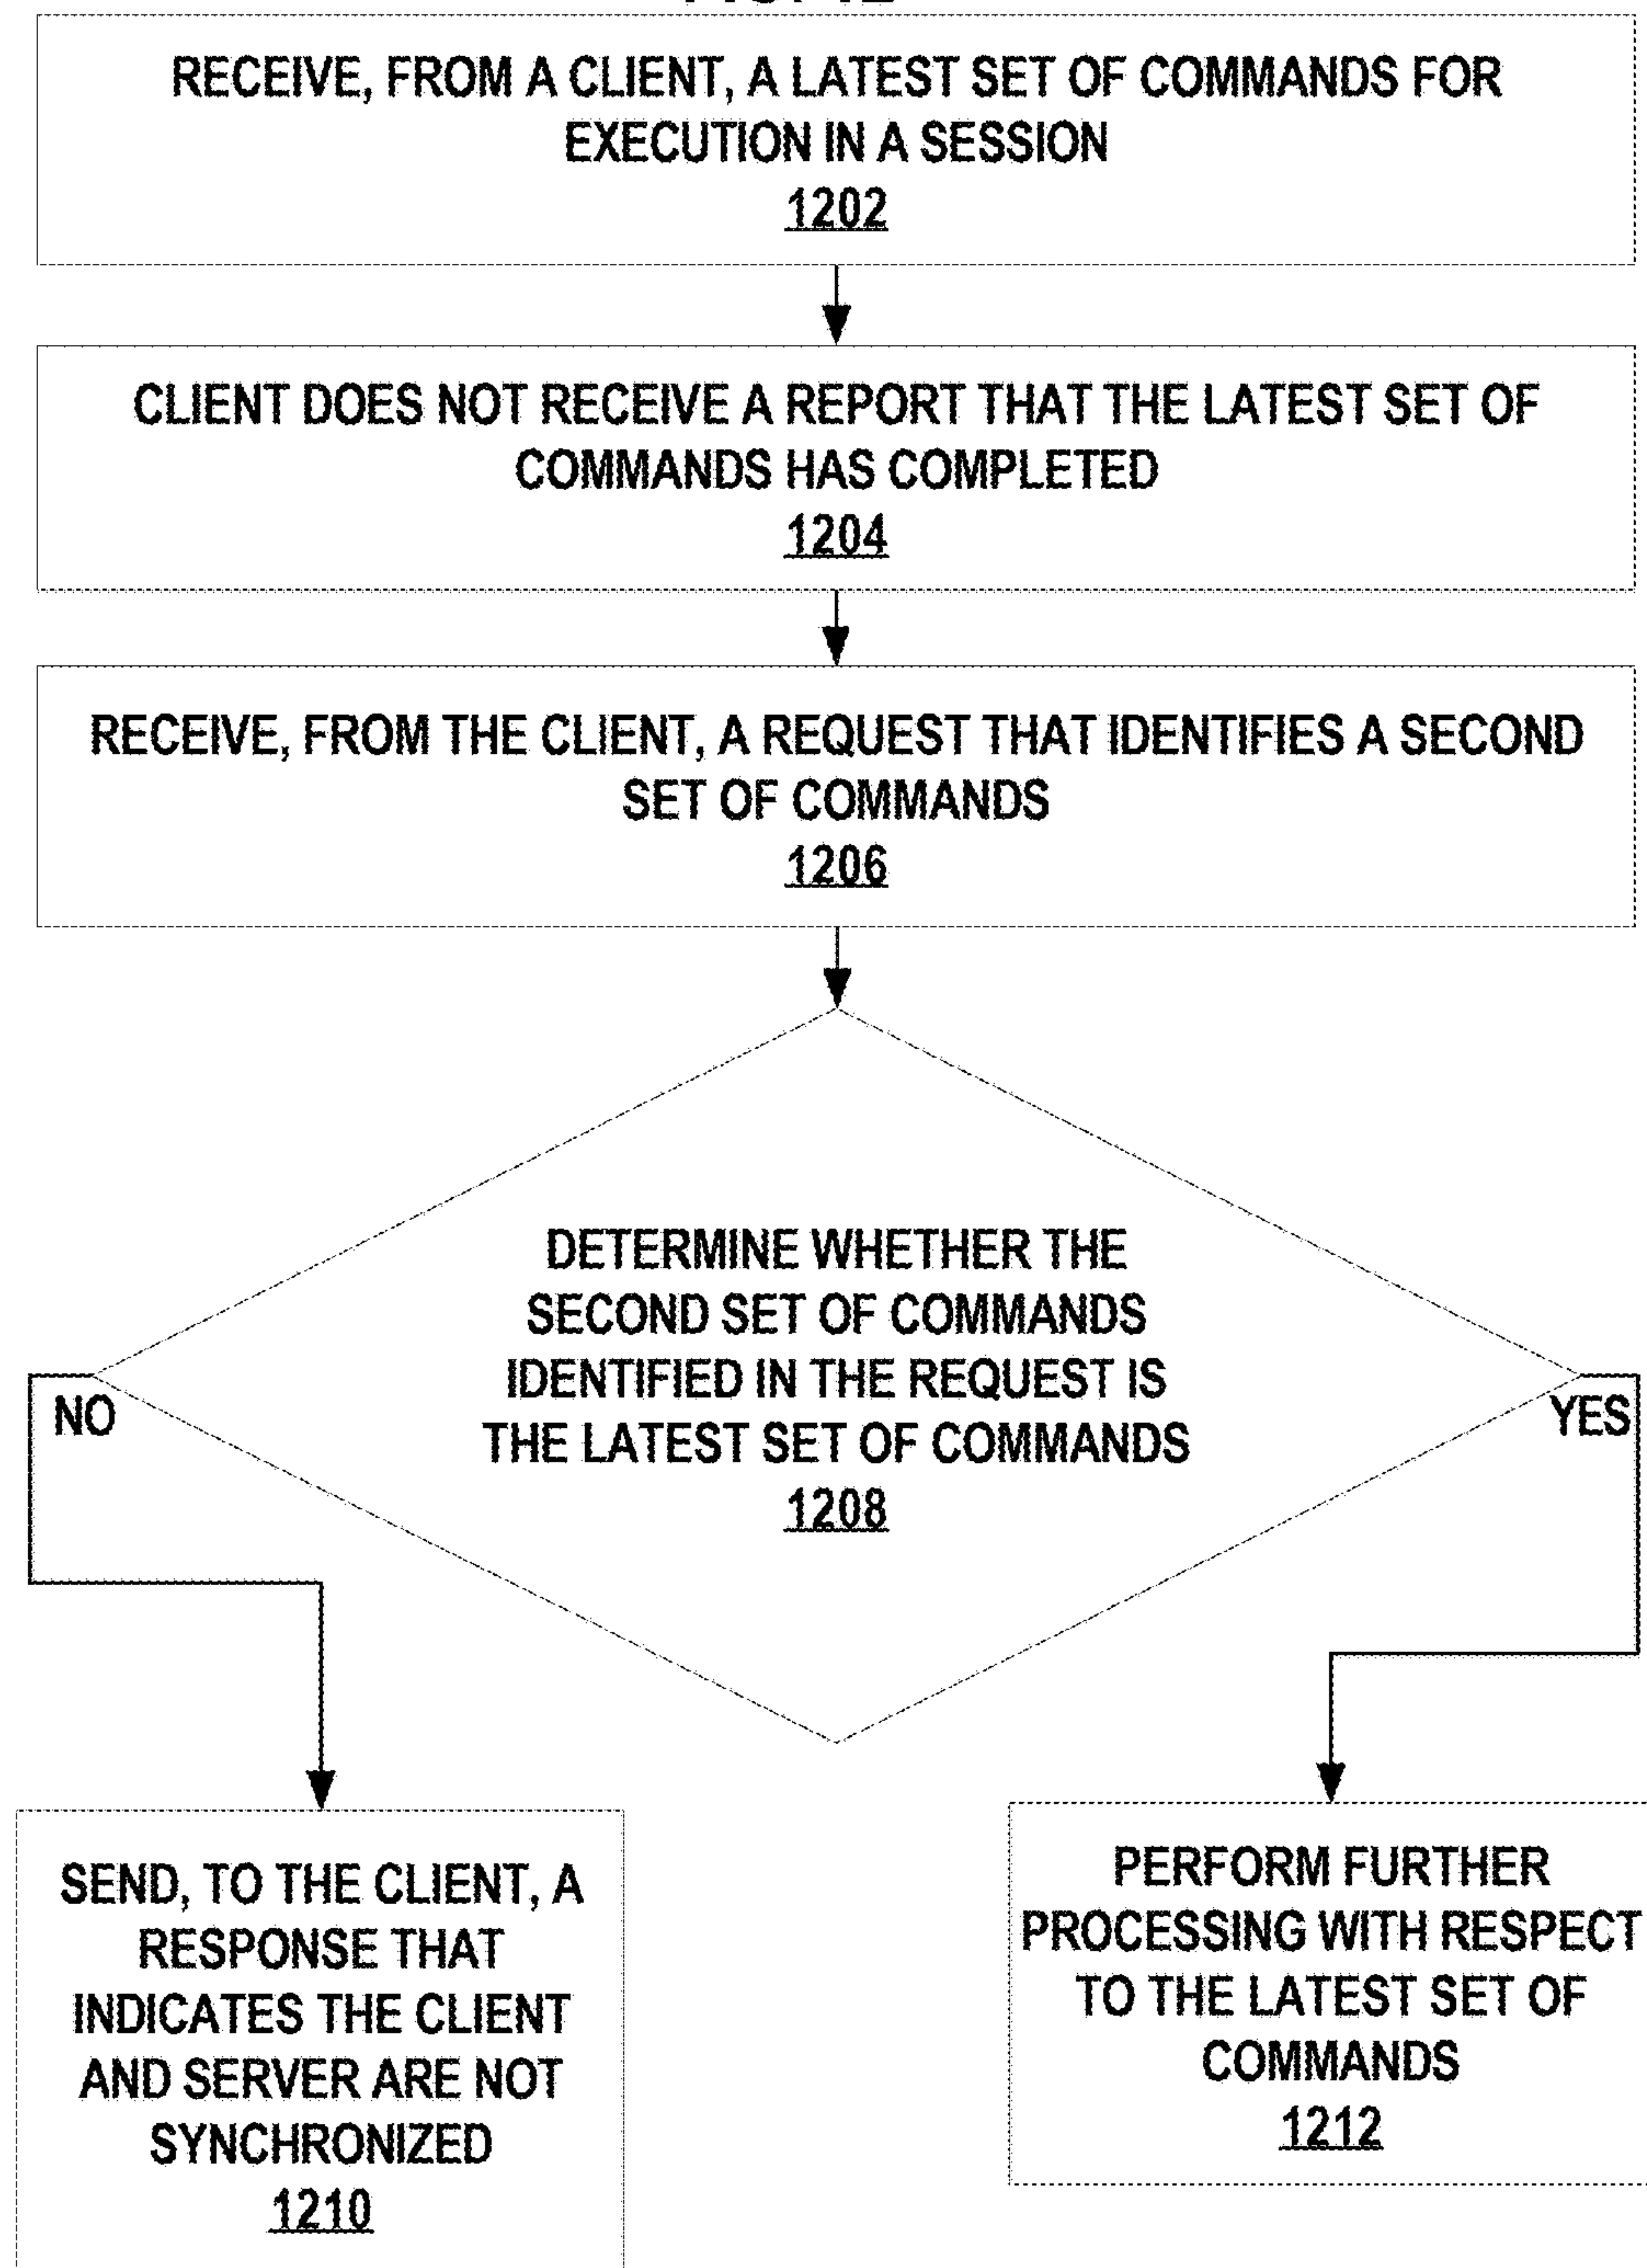 RECEIVE, FROM A CLIENT, A LATEST SET OF COMMANDS FOR
EXECUTION IN A SESSION
1202
CLIENT DOES NOT RECEIVE A REPORT THAT THE LATEST SET OF
COMMANDS HAS COMPLETED
1204
RECEIVE, FROM THE CLIENT, A REQUEST THAT IDENTIFIES A SECOND
SET OF COMMANDS
1206
DETERMINE WHETHER THE
SECOND SET OF COMMANDS
IDENTIFIED IN THE REQUEST IS
THE LATEST SET OF COMMANDS
1208
NO
YES
SEND, TO THE CLIENT, A
RESPONSE THAT
INDICATES THE CLIENT
AND SERVER ARE NOT
SYNCHRONIZED
1210
PERFORM FURTHER
PROCESSING WITH RESPECT
TO THE LATEST SET OF
COMMANDS
1212